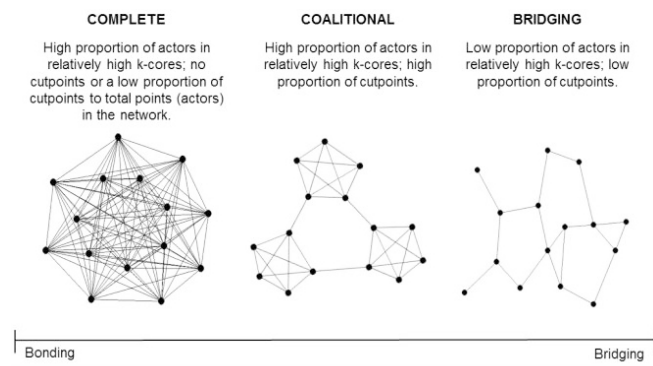 COMPLETE
High proportion of actors in
relatively high k-cores; no
cutpoints or a low proportion of
cutpoints to total points (actors)
in the network.
COALITIONAL
High proportion of actors in
relatively high k-cores; high
proportion of cutpoints.
BRIDGING
Low proportion of actors in
relatively high k-cores; low
proportion of cutpoints.
Bonding
Bridging